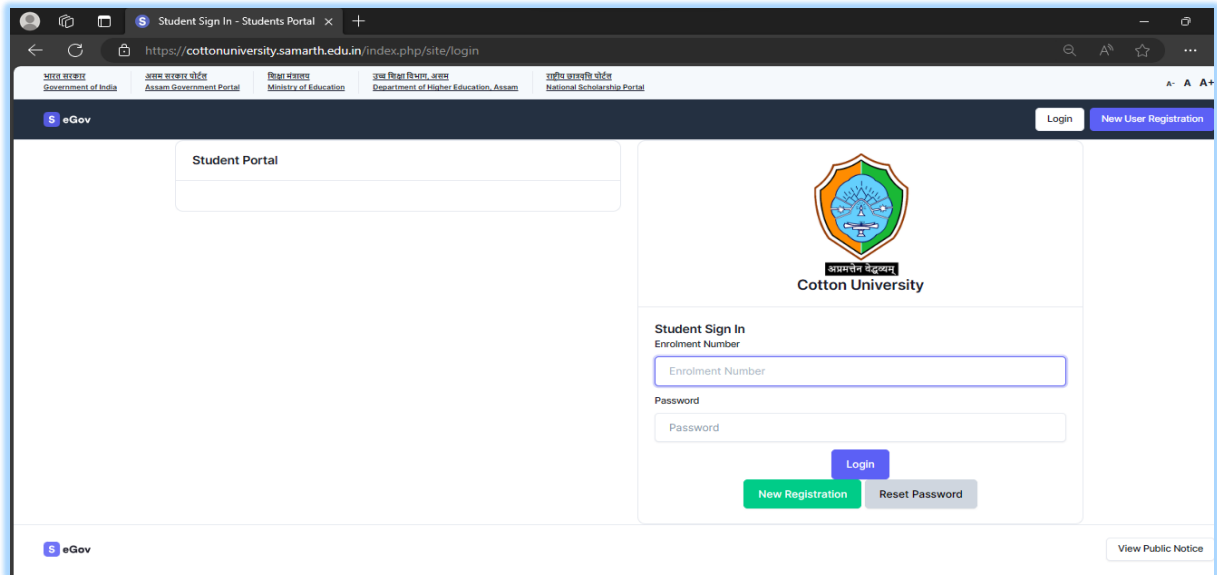 Student Sign In - Students Portal
https://cottonuniversity.samarth.edu.in/index.php/site/login
भारत सरकार असम सरकार पोर्टल शिक्षा मंत्रालय उच्च शिक्षा विभाग, असम राष्ट्रीय छात्रवृत्ति पोर्टल
Government of India Assam Government Portal Ministry of Education Department of Higher Education, Assam National Scholarship Portal
A- A A+
S eGov Login New User Registration
Student Portal
अप्रमत्तेन वेद्धव्यम्
Cotton University
Student Sign In
Enrolment Number
Enrolment Number
Password
Password
Login
New Registration Reset Password
S eGov View Public Notice